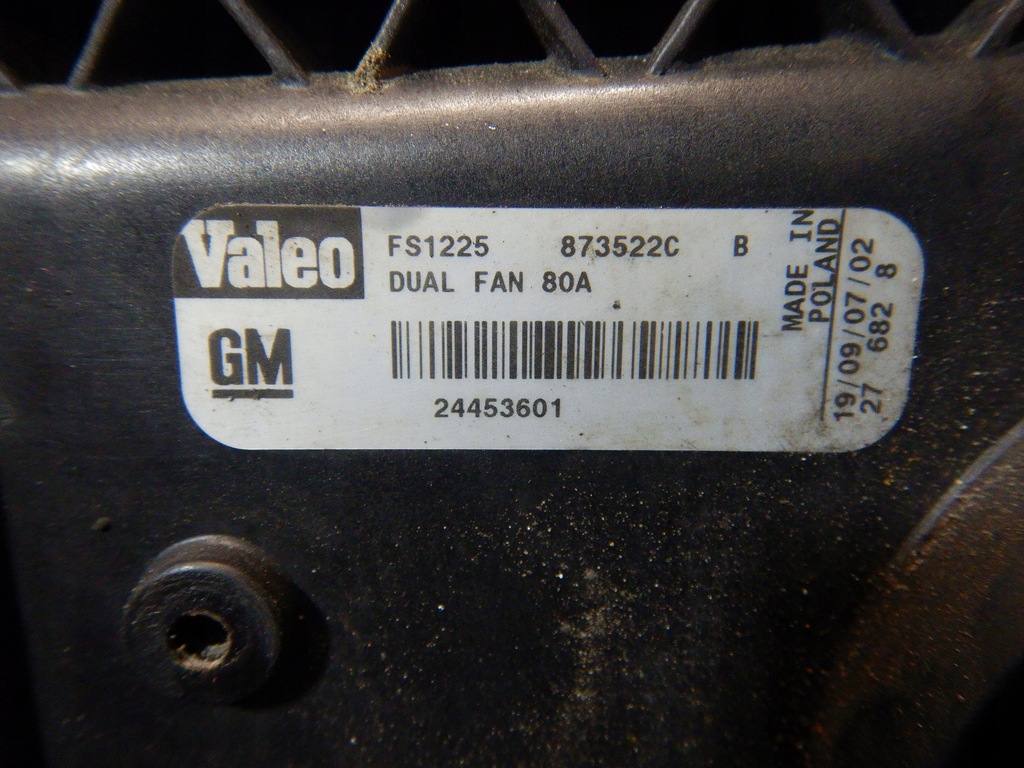 Valeo
FS1225 873522C B
DUAL FAN 80A
GM
24453601
MADE IN
POLAND
19/09/07/02
27 682 8